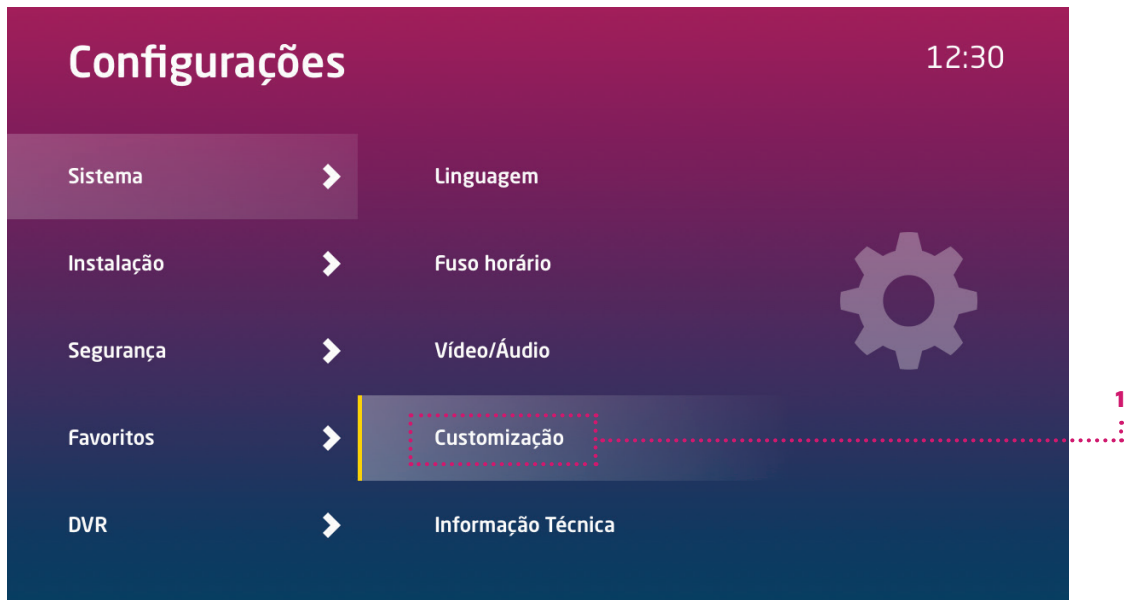 Configurações
12:30
Sistema
Instalação
Segurança
Favoritos
DVR
Linguagem
Fuso horário
Vídeo/Áudio
Customização
Informação Técnica
1